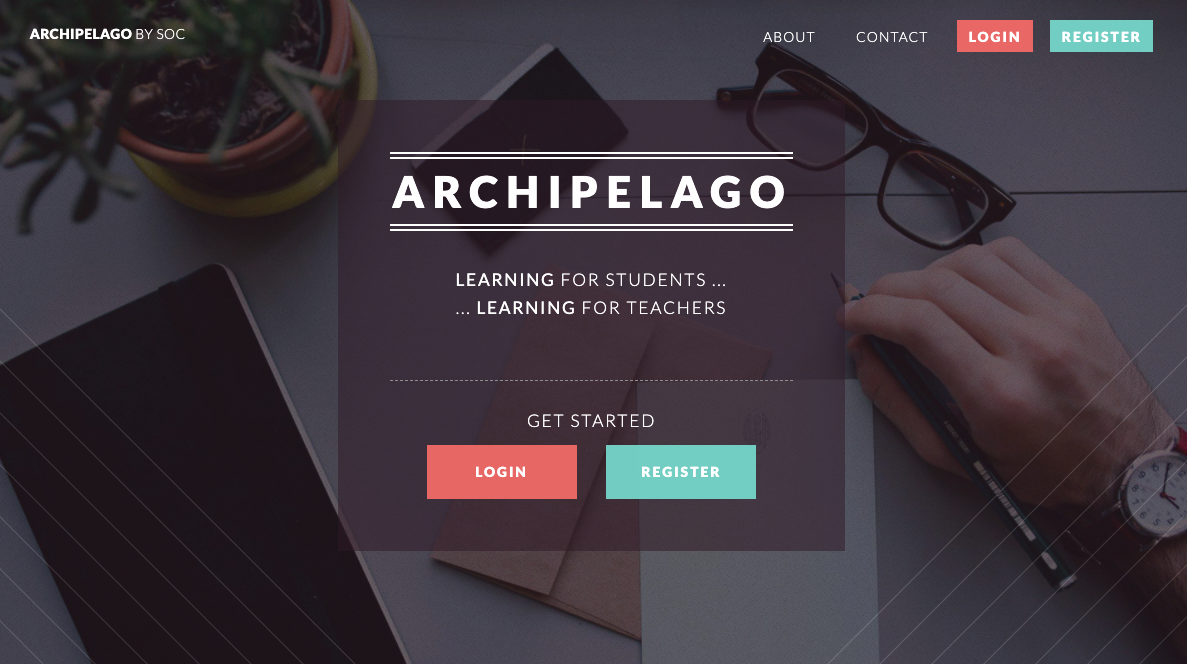 ARCHIPELAGO BY SOC
ABOUT CONTACT LOGIN REGISTER
ARCHIPELAGO
LEARNING FOR STUDENTS ...
... LEARNING FOR TEACHERS
GET STARTED
LOGIN REGISTER